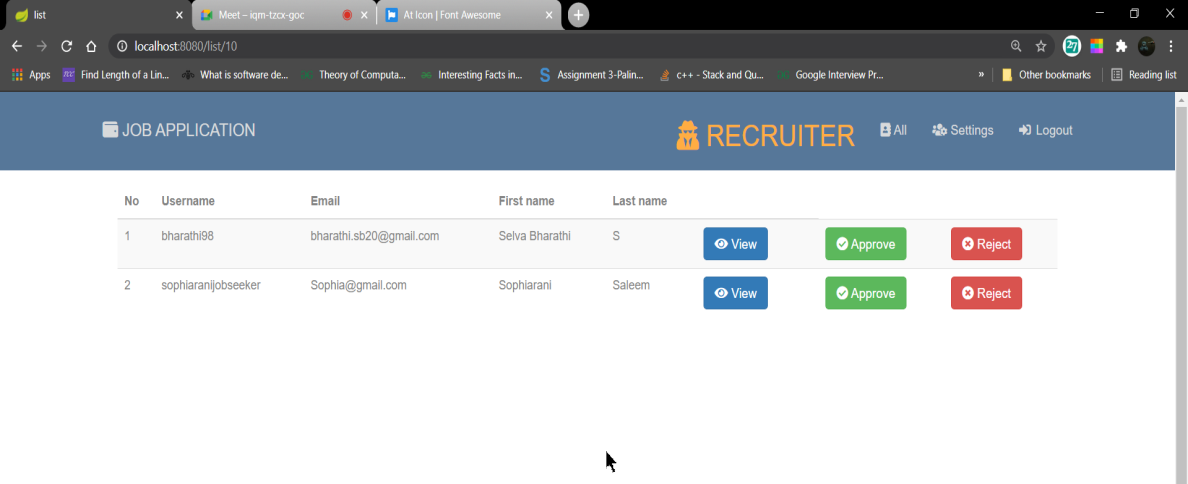 list
Meet – iqm-tzcx-goc
At Icon | Font Awesome
localhost:8080/list/10
27
Apps
TCC
Find Length of a Lin...
What is software de...
Theory of Computa...
Interesting Facts in...
S
Assignment 3-Palin...
c++ - Stack and Qu...
Google Interview Pr...
»
Other bookmarks
Reading list
JOB APPLICATION
RECRUITER
All
Settings
Logout
No Username Email First name Last name
1 bharathi98 bharathi.sb20@gmail.com Selva Bharathi S View Approve Reject
2 sophiaranijobseeker Sophia@gmail.com Sophiarani Saleem View Approve Reject